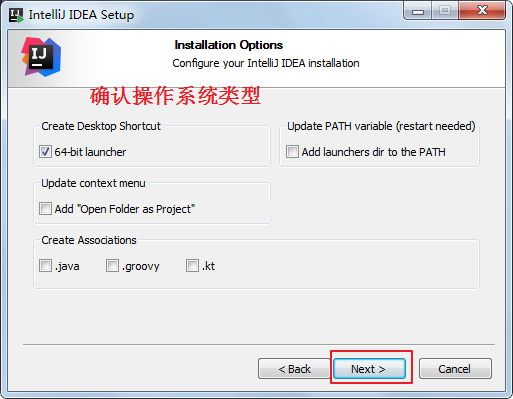 IntelliJ IDEA Setup
IJ
Installation Options
Configure your IntelliJ IDEA installation
确认操作系统类型
Create Desktop Shortcut
64-bit launcher
Update PATH variable (restart needed)
Add launchers dir to the PATH
Update context menu
Add "Open Folder as Project"
Create Associations
.java .groovy .kt
< Back Next > Cancel